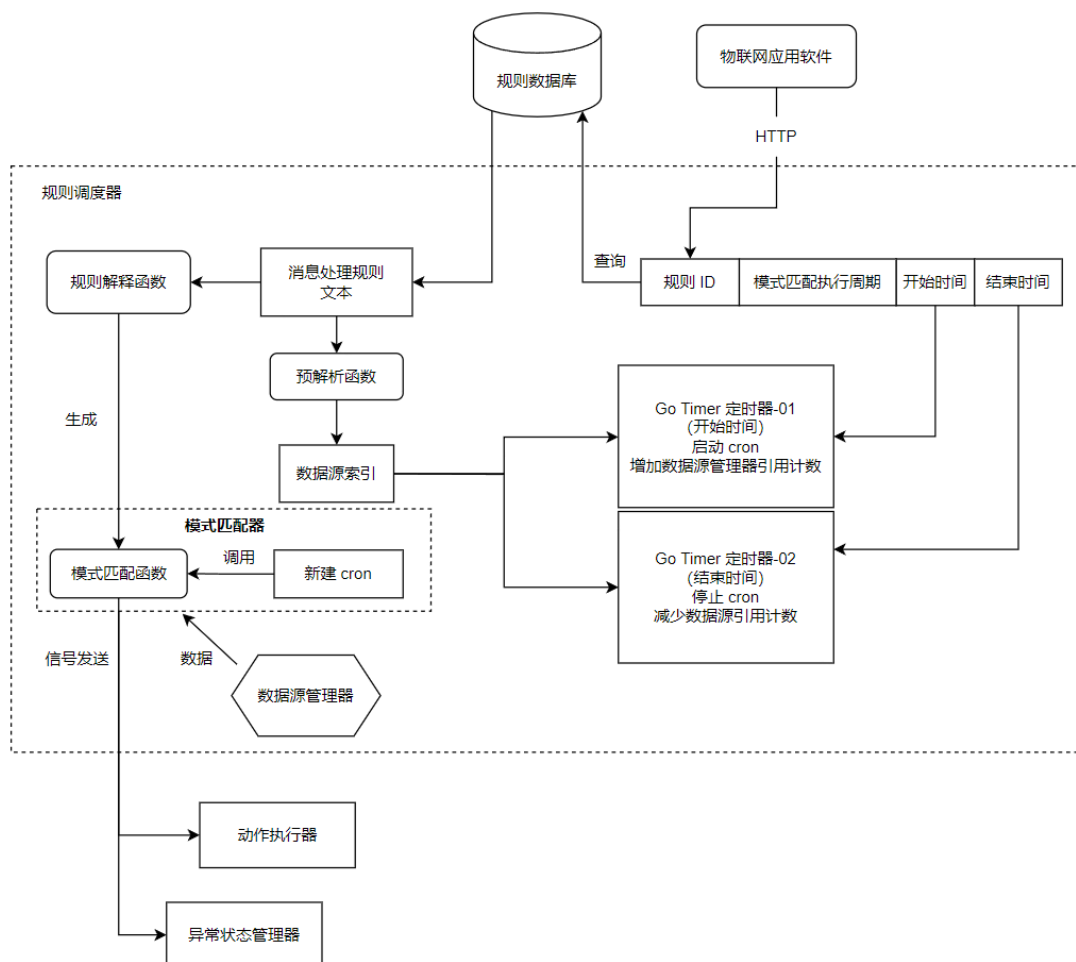 规则数据库
物联网应用软件
HTTP
规则调度器
规则解释函数
消息处理规则
文本
查询
规则 ID
模式匹配执行周期
开始时间
结束时间
预解析函数
生成
数据源索引
Go Timer 定时器-01
(开始时间)
启动 cron
增加数据源管理器引用计数
模式匹配器
模式匹配函数
调用
新建 cron
Go Timer 定时器-02
(结束时间)
停止 cron
减少数据源引用计数
信号发送
数据
数据源管理器
动作执行器
异常状态管理器